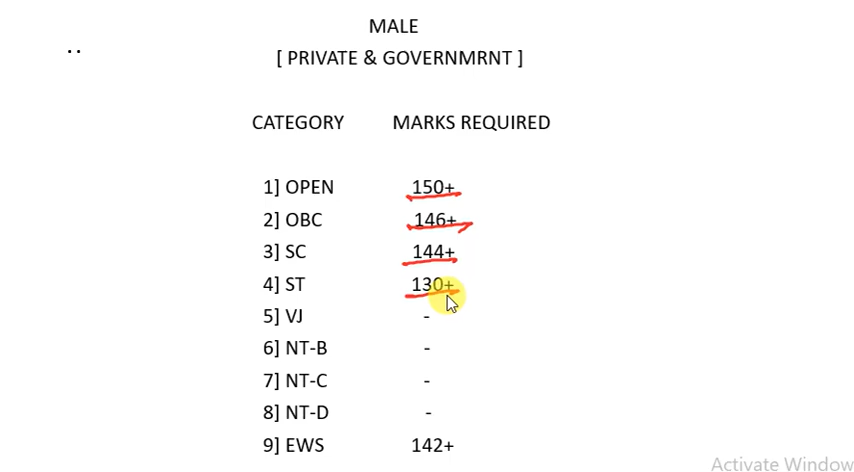 MALE
..
[ PRIVATE & GOVERNMRNT ]
CATEGORY MARKS REQUIRED
1] OPEN 150+
2] OBC 146+
3] SC 144+
4] ST 130+
5] VJ -
6] NT-B -
7] NT-C -
8] NT-D -
9] EWS 142+
Activate Window